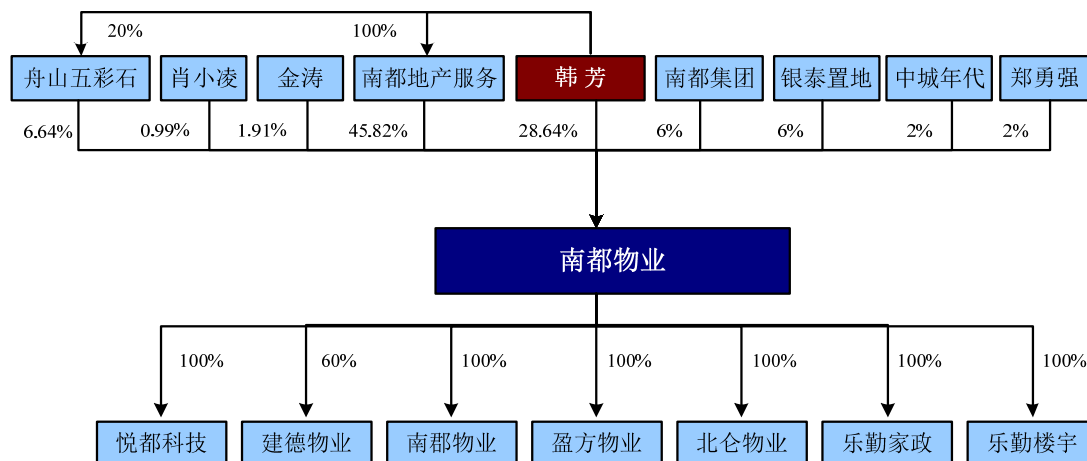 20% 100%
舟山五彩石 肖小凌 金涛 南都地产服务 韩 芳 南都集团 银泰置地 中城年代 郑勇强
6.64% 0.99% 1.91% 45.82% 28.64% 6% 6% 2% 2%
南都物业
100% 60% 100% 100% 100% 100% 100%
悦都科技 建德物业 南郡物业 盈方物业 北仑物业 乐勤家政 乐勤楼宇